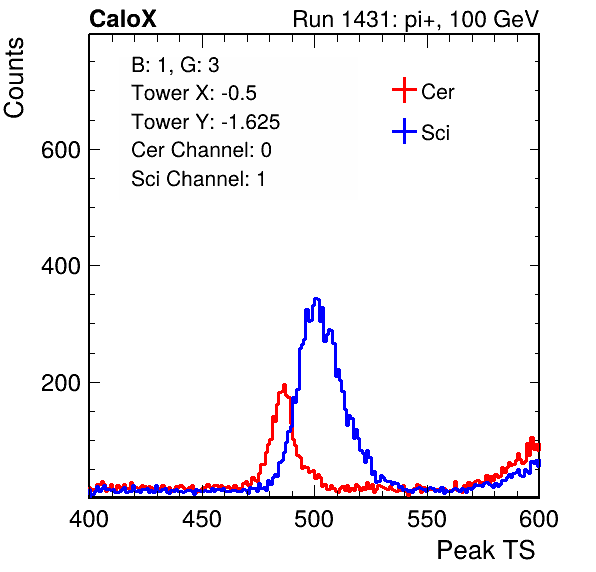 CaloX Run 1431: pi+, 100 GeV
Counts
B: 1, G: 3
Tower X: -0.5
Tower Y: -1.625
Cer Channel: 0
Sci Channel: 1
Cer
Sci
600
400
200
400 450 500 550 600
Peak TS